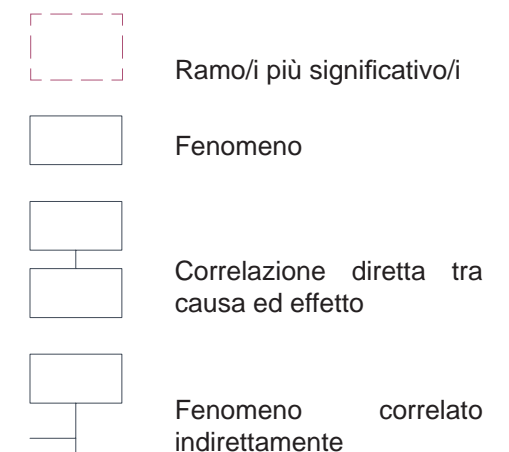 Ramo/i più significativo/i
Fenomeno
Correlazione diretta tra
causa ed effetto
Fenomeno correlato
indirettamente